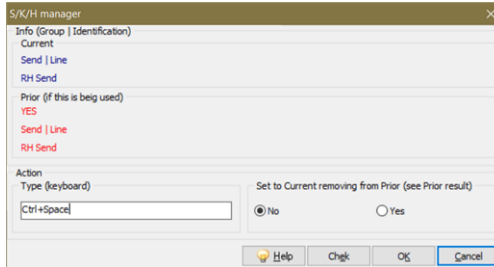 S/K/H manager
Info (Group | Identification)
Current
Send | Line
RH Send
Prior (if this is beig used)
YES
Send | Line
RH Send
Action
Type (keyboard)
Ctrl+Space
Set to Current removing from Prior (see Prior result)
No
Yes
Help
Chek
OK
Cancel